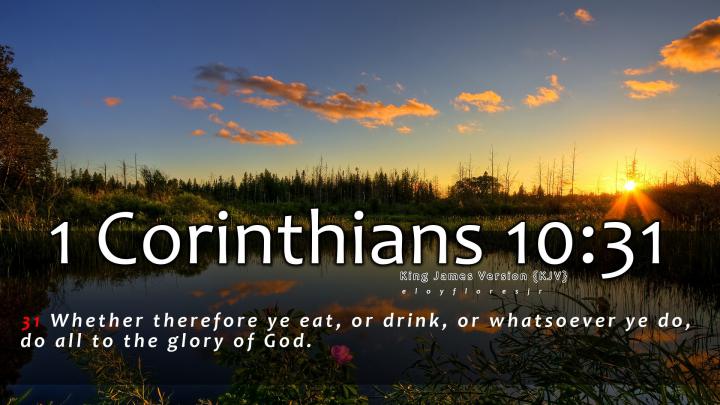 1 Corinthians 10:31
King James Version {KJV}
eloyfloresjr
31 Whether therefore ye eat, or drink, or whatsoever ye do,
do all to the glory of God.